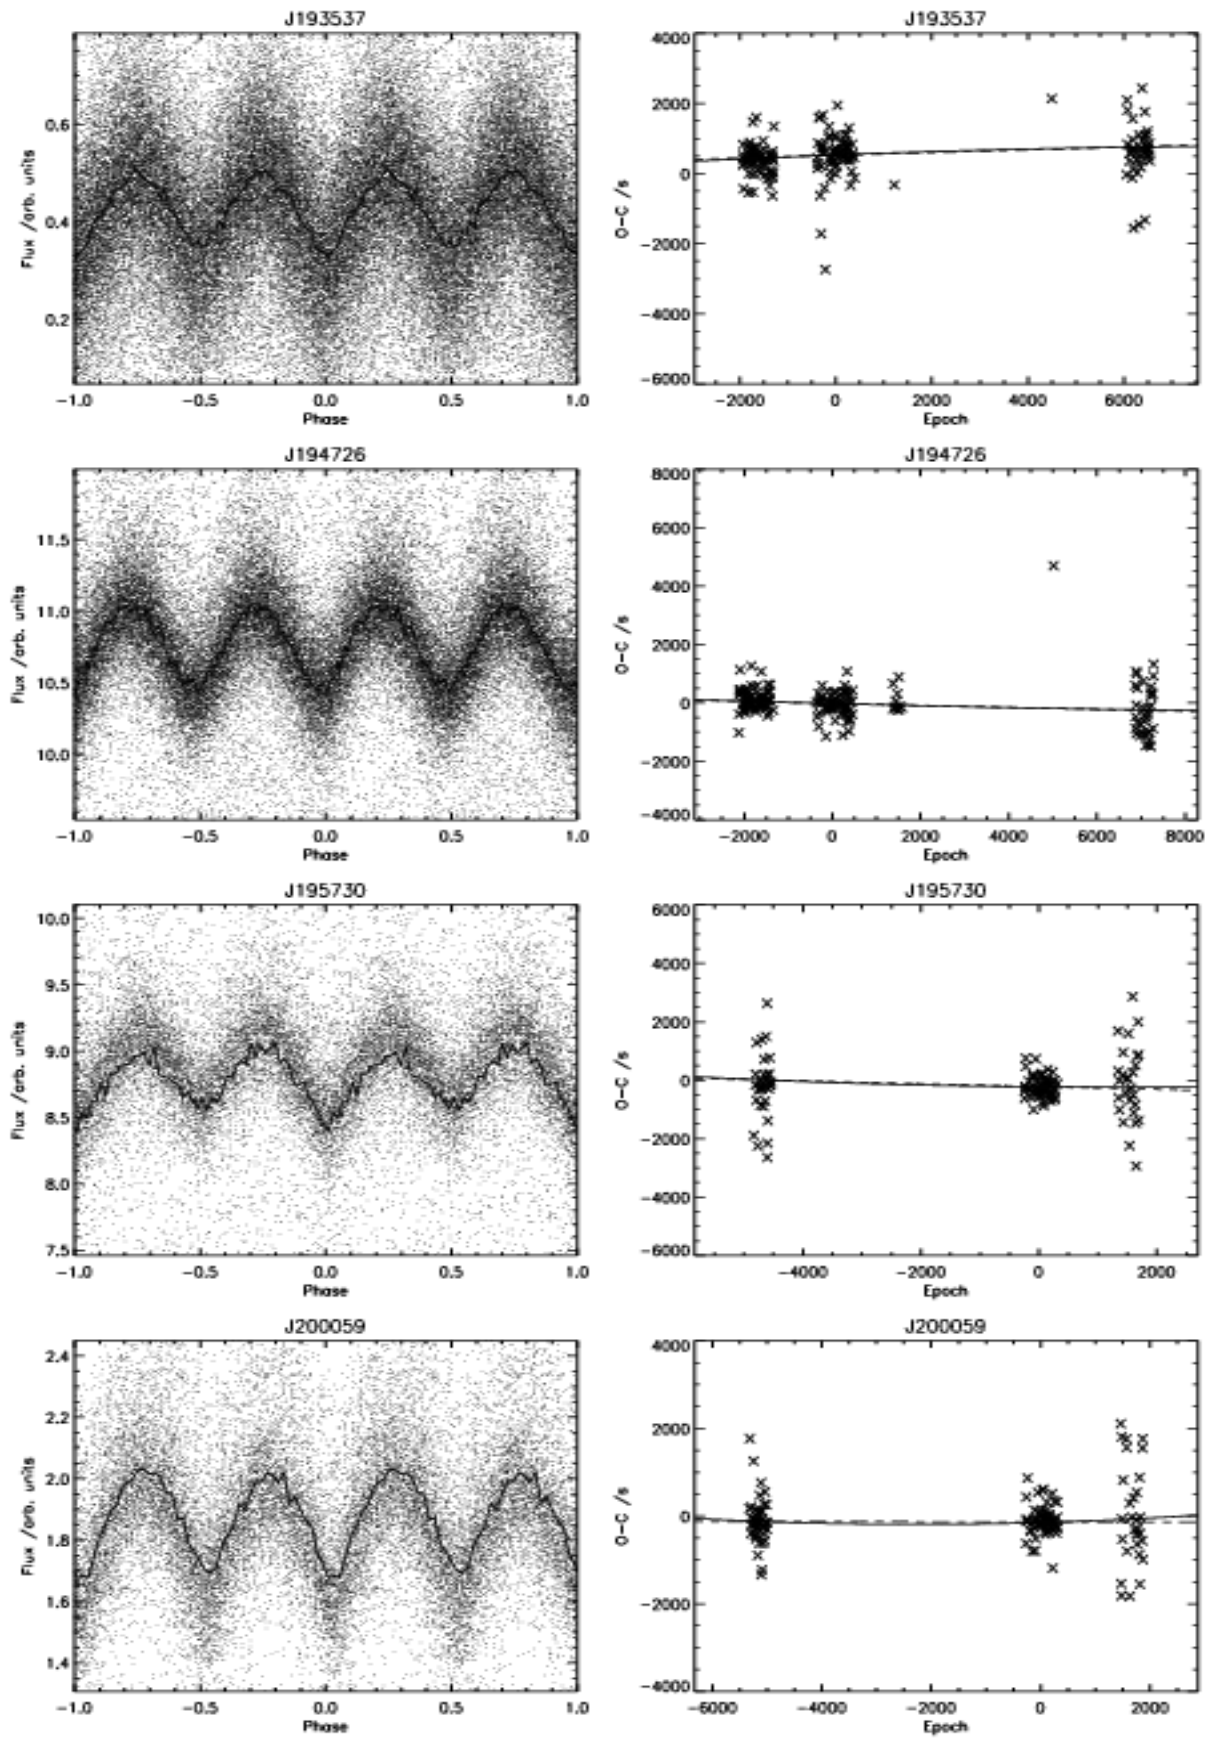 J193537
J193537
0.6
0.4
0.2
Flux /arb. units
-1.0 -0.5 0.0 0.5 1.0
Phase
4000
2000
0
-2000
-4000
-6000
O-C /s
-2000 0 2000 4000 6000
Epoch
J194726
J194726
11.5
11.0
10.5
10.0
Flux /arb. units
-1.0 -0.5 0.0 0.5 1.0
Phase
8000
6000
4000
2000
0
-2000
-4000
O-C /s
-2000 0 2000 4000 6000 8000
Epoch
J195730
J195730
10.0
9.5
9.0
8.5
8.0
7.5
Flux /arb. units
-1.0 -0.5 0.0 0.5 1.0
Phase
6000
4000
2000
0
-2000
-4000
-6000
O-C /s
-4000 -2000 0 2000
Epoch
J200059
J200059
2.4
2.2
2.0
1.8
1.6
1.4
Flux /arb. units
-1.0 -0.5 0.0 0.5 1.0
Phase
4000
2000
0
-2000
-4000
O-C /s
-6000 -4000 -2000 0 2000
Epoch